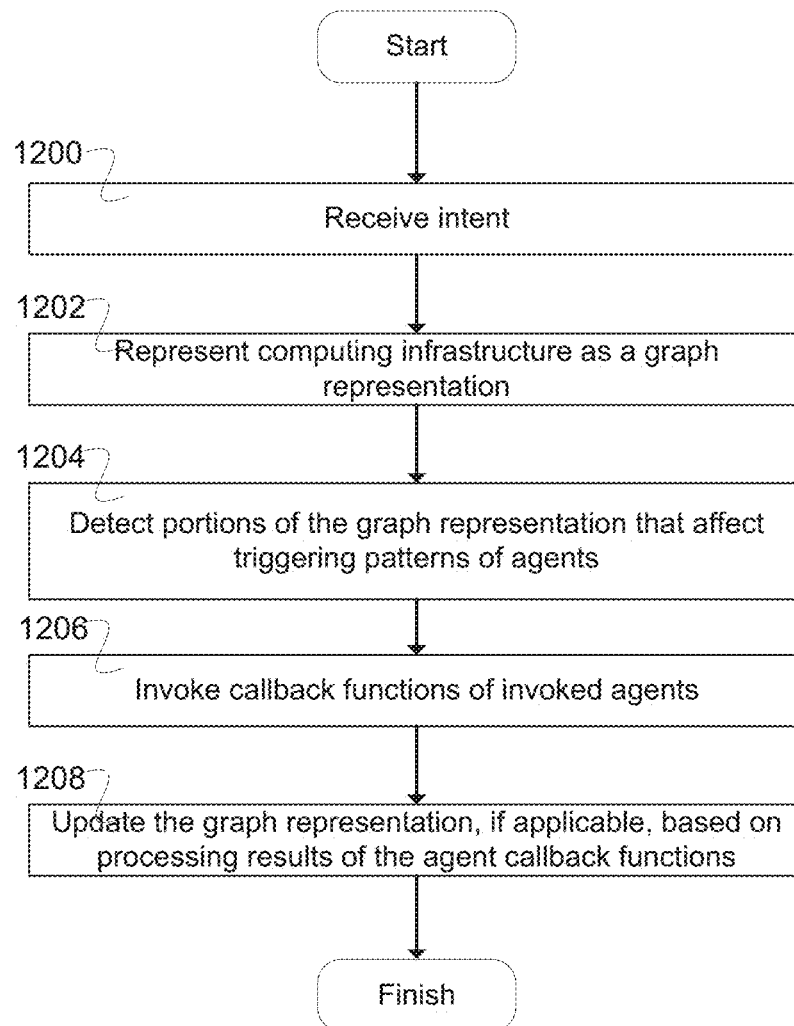 Start
1200
Receive intent
1202
Represent computing infrastructure as a graph
representation
1204
Detect portions of the graph representation that affect
triggering patterns of agents
1206
Invoke callback functions of invoked agents
1208
Update the graph representation, if applicable, based on
processing results of the agent callback functions
Finish